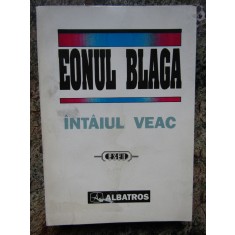 EONUL BLAGA
ÎNTÂIUL VEAC
ALBATROS